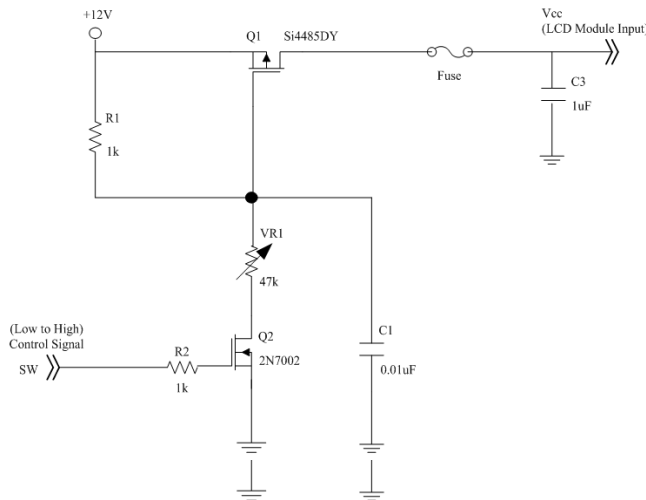 +12V
Q1
Si4485DY
Vcc
(LCD Module Input)
Fuse
C3
1uF
R1
1k
VR1
47k
(Low to High)
Control Signal
SW
R2
1k
Q2
2N7002
C1
0.01uF